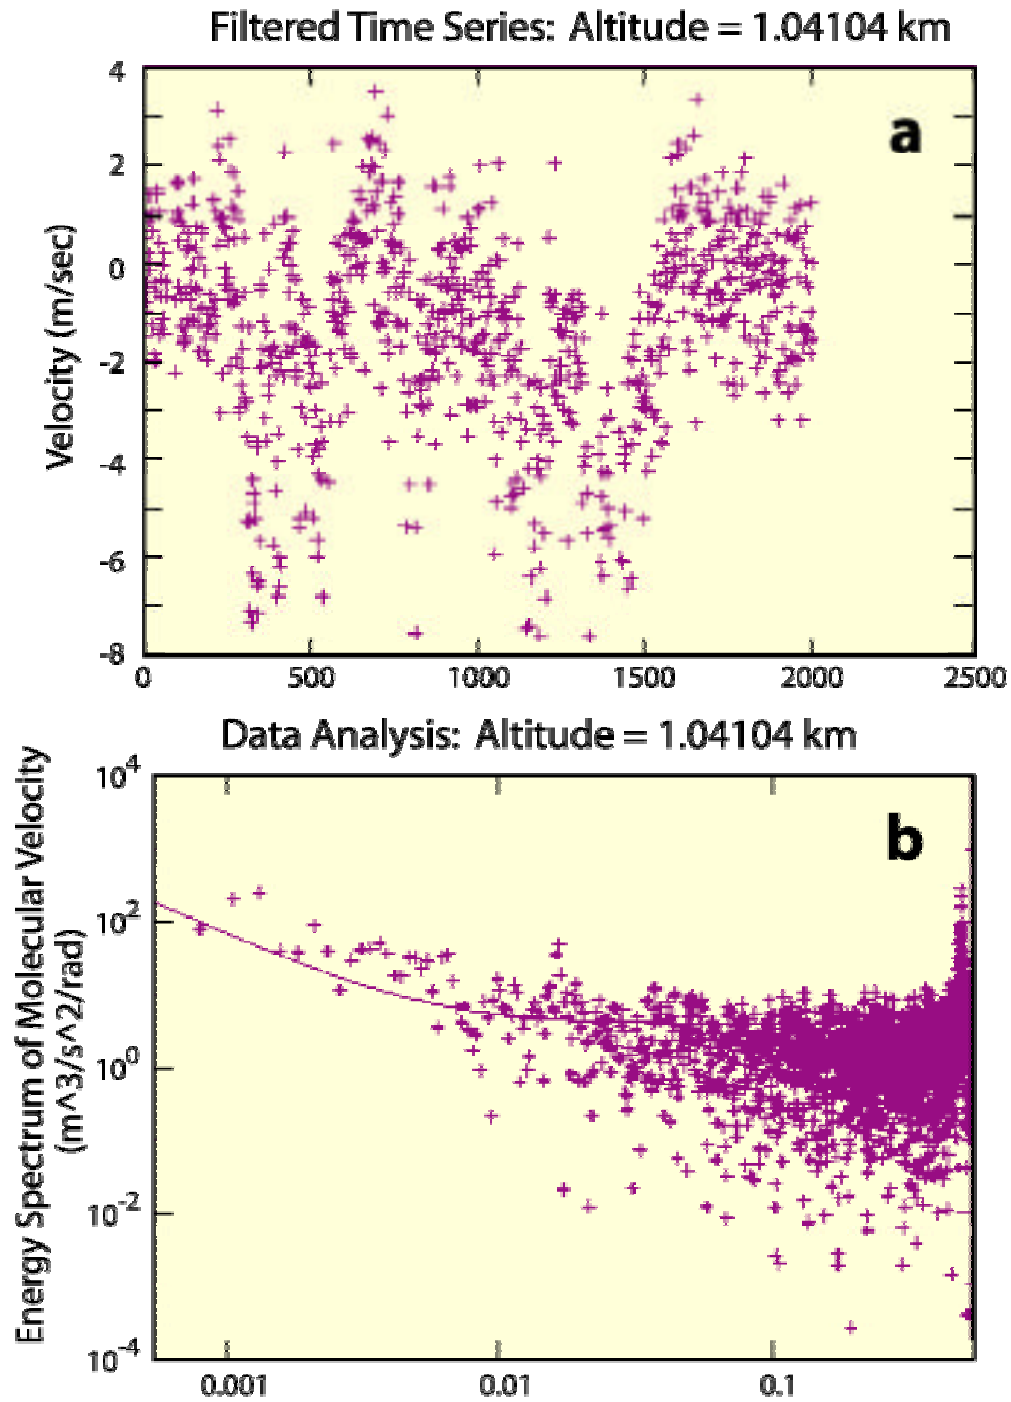 Filtered Time Series: Altitude = 1.04104 km
a
Velocity (m/sec)
4
2
0
-2
-4
-6
-8
0 500 1000 1500 2000 2500
Data Analysis: Altitude = 1.04104 km
b
Energy Spectrum of Molecular Velocity
(m^3/s^2/rad)
10^4
10^2
10^0
10^-2
10^-4
0.001 0.01 0.1